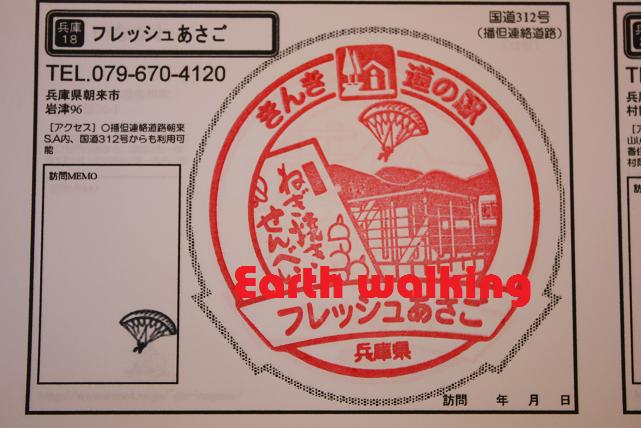 兵庫
18
フレッシュあさご
国道312号
(播但連絡道路)
TEL.079-670-4120
兵庫県朝来市
岩津96
[アクセス]○播但連絡道路朝来
S.A内、国道312号からも利用可
能
訪問MEMO
きんき 道の駅
ねぎ焼き
せんべい
Earth walking
フレッシュあさご
兵庫県
訪問 年 月 日